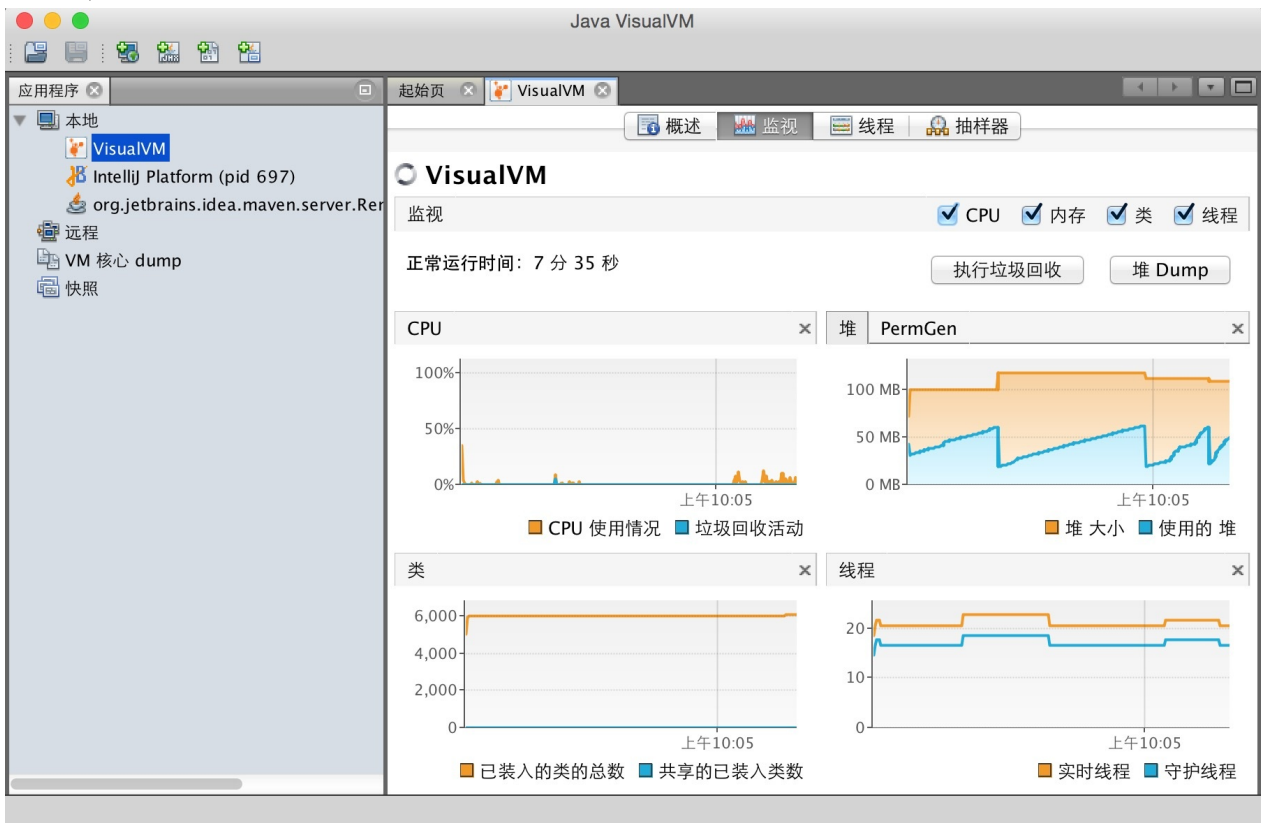 Java VisualVM
应用程序
起始页 VisualVM
本地
VisualVM
IntelliJ Platform (pid 697)
org.jetbrains.idea.maven.server.Rer
远程
VM 核心 dump
快照
概述 监视 线程 抽样器
VisualVM
监视 CPU 内存 类 线程
正常运行时间: 7 分 35 秒 执行垃圾回收 堆 Dump
CPU
100%
50%
0%
上午10:05
CPU 使用情况 垃圾回收活动
堆 PermGen
100 MB
50 MB
0 MB
上午10:05
堆 大小 使用的 堆
类
6,000
4,000
2,000
0
上午10:05
已装入的类的总数 共享的已装入类数
线程
20
10
0
上午10:05
实时线程 守护线程